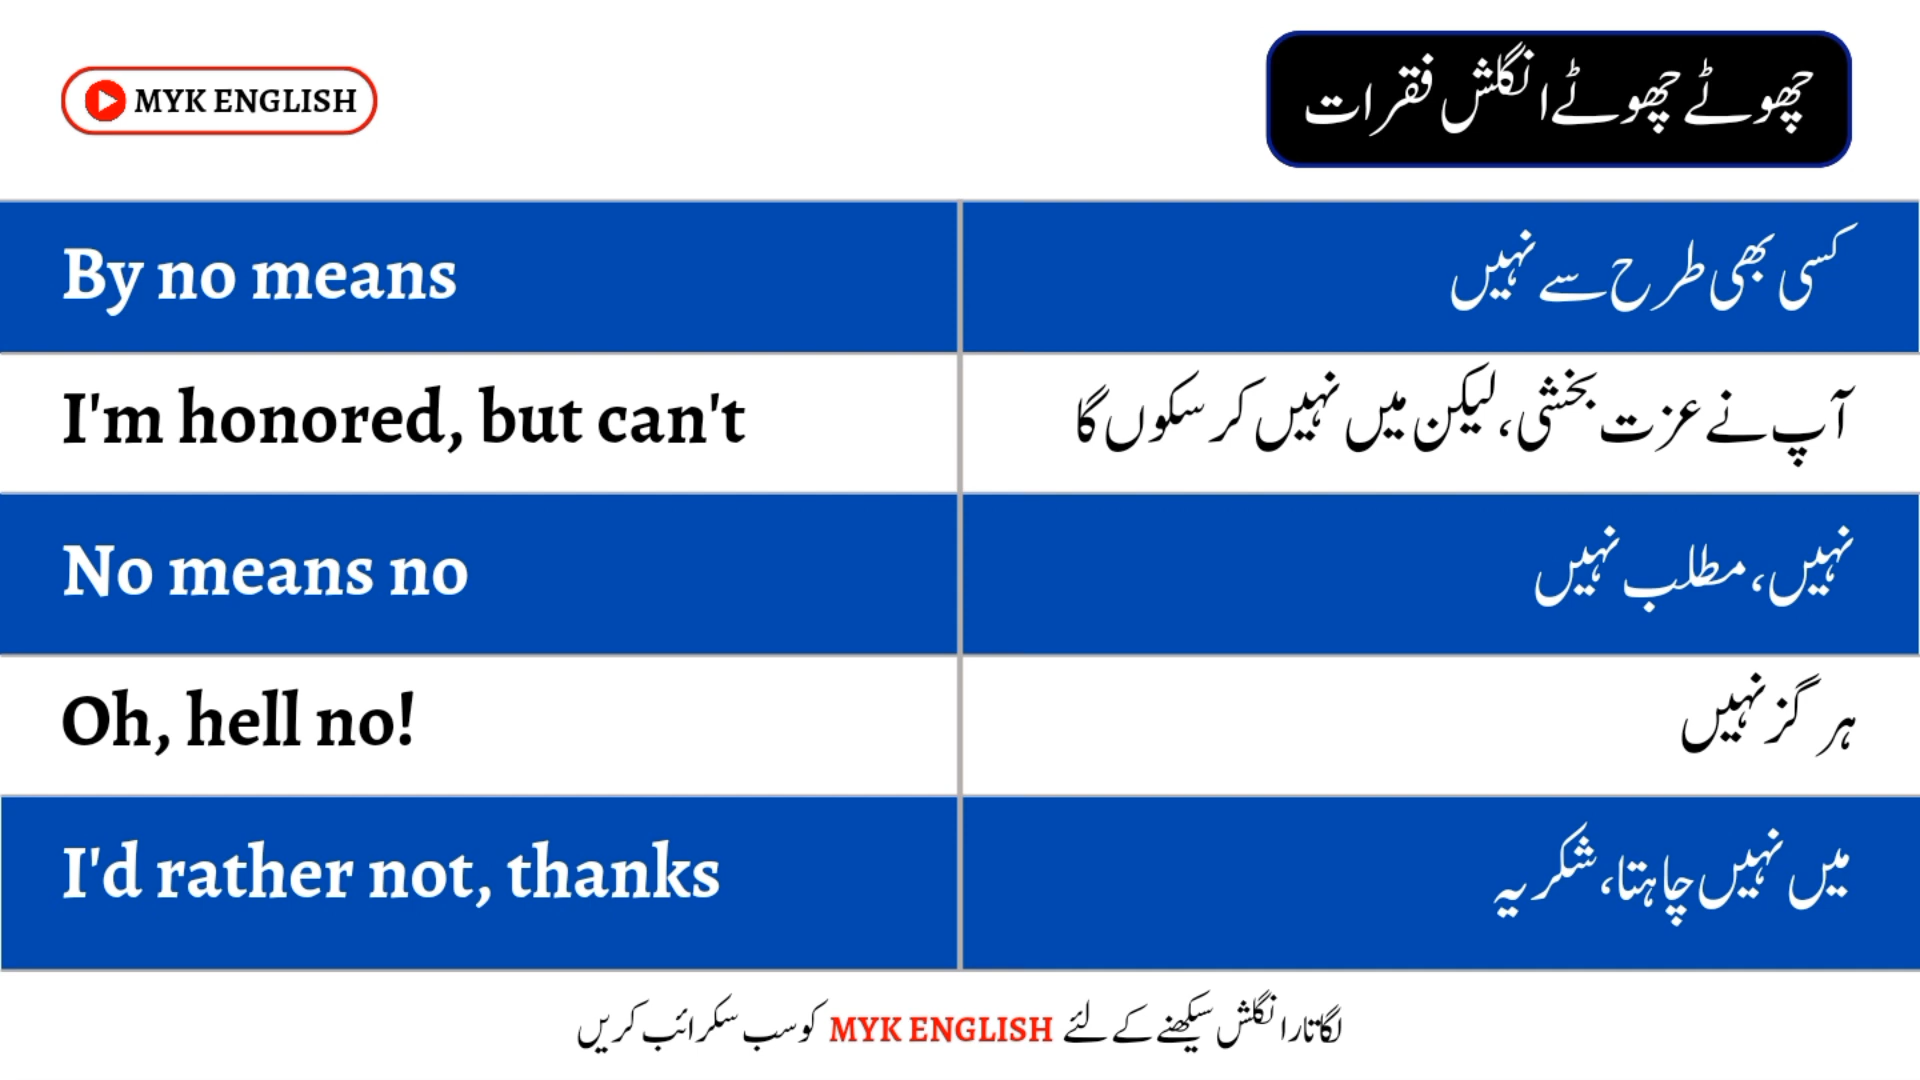 MYK ENGLISH
چھوٹے چھوٹے انگلش فقرات
By no means
کسی بھی طرح سے نہیں
I'm honored, but can't
آپ نے عزت بخشی، لیکن میں نہیں کر سکوں گا
No means no
نہیں، مطلب نہیں
Oh, hell no!
ہر گز نہیں
I'd rather not, thanks
میں نہیں چاہتا، شکریہ
لگاتار انگلش سیکھنے کے لئے MYK ENGLISH کو سب سکرائب کریں